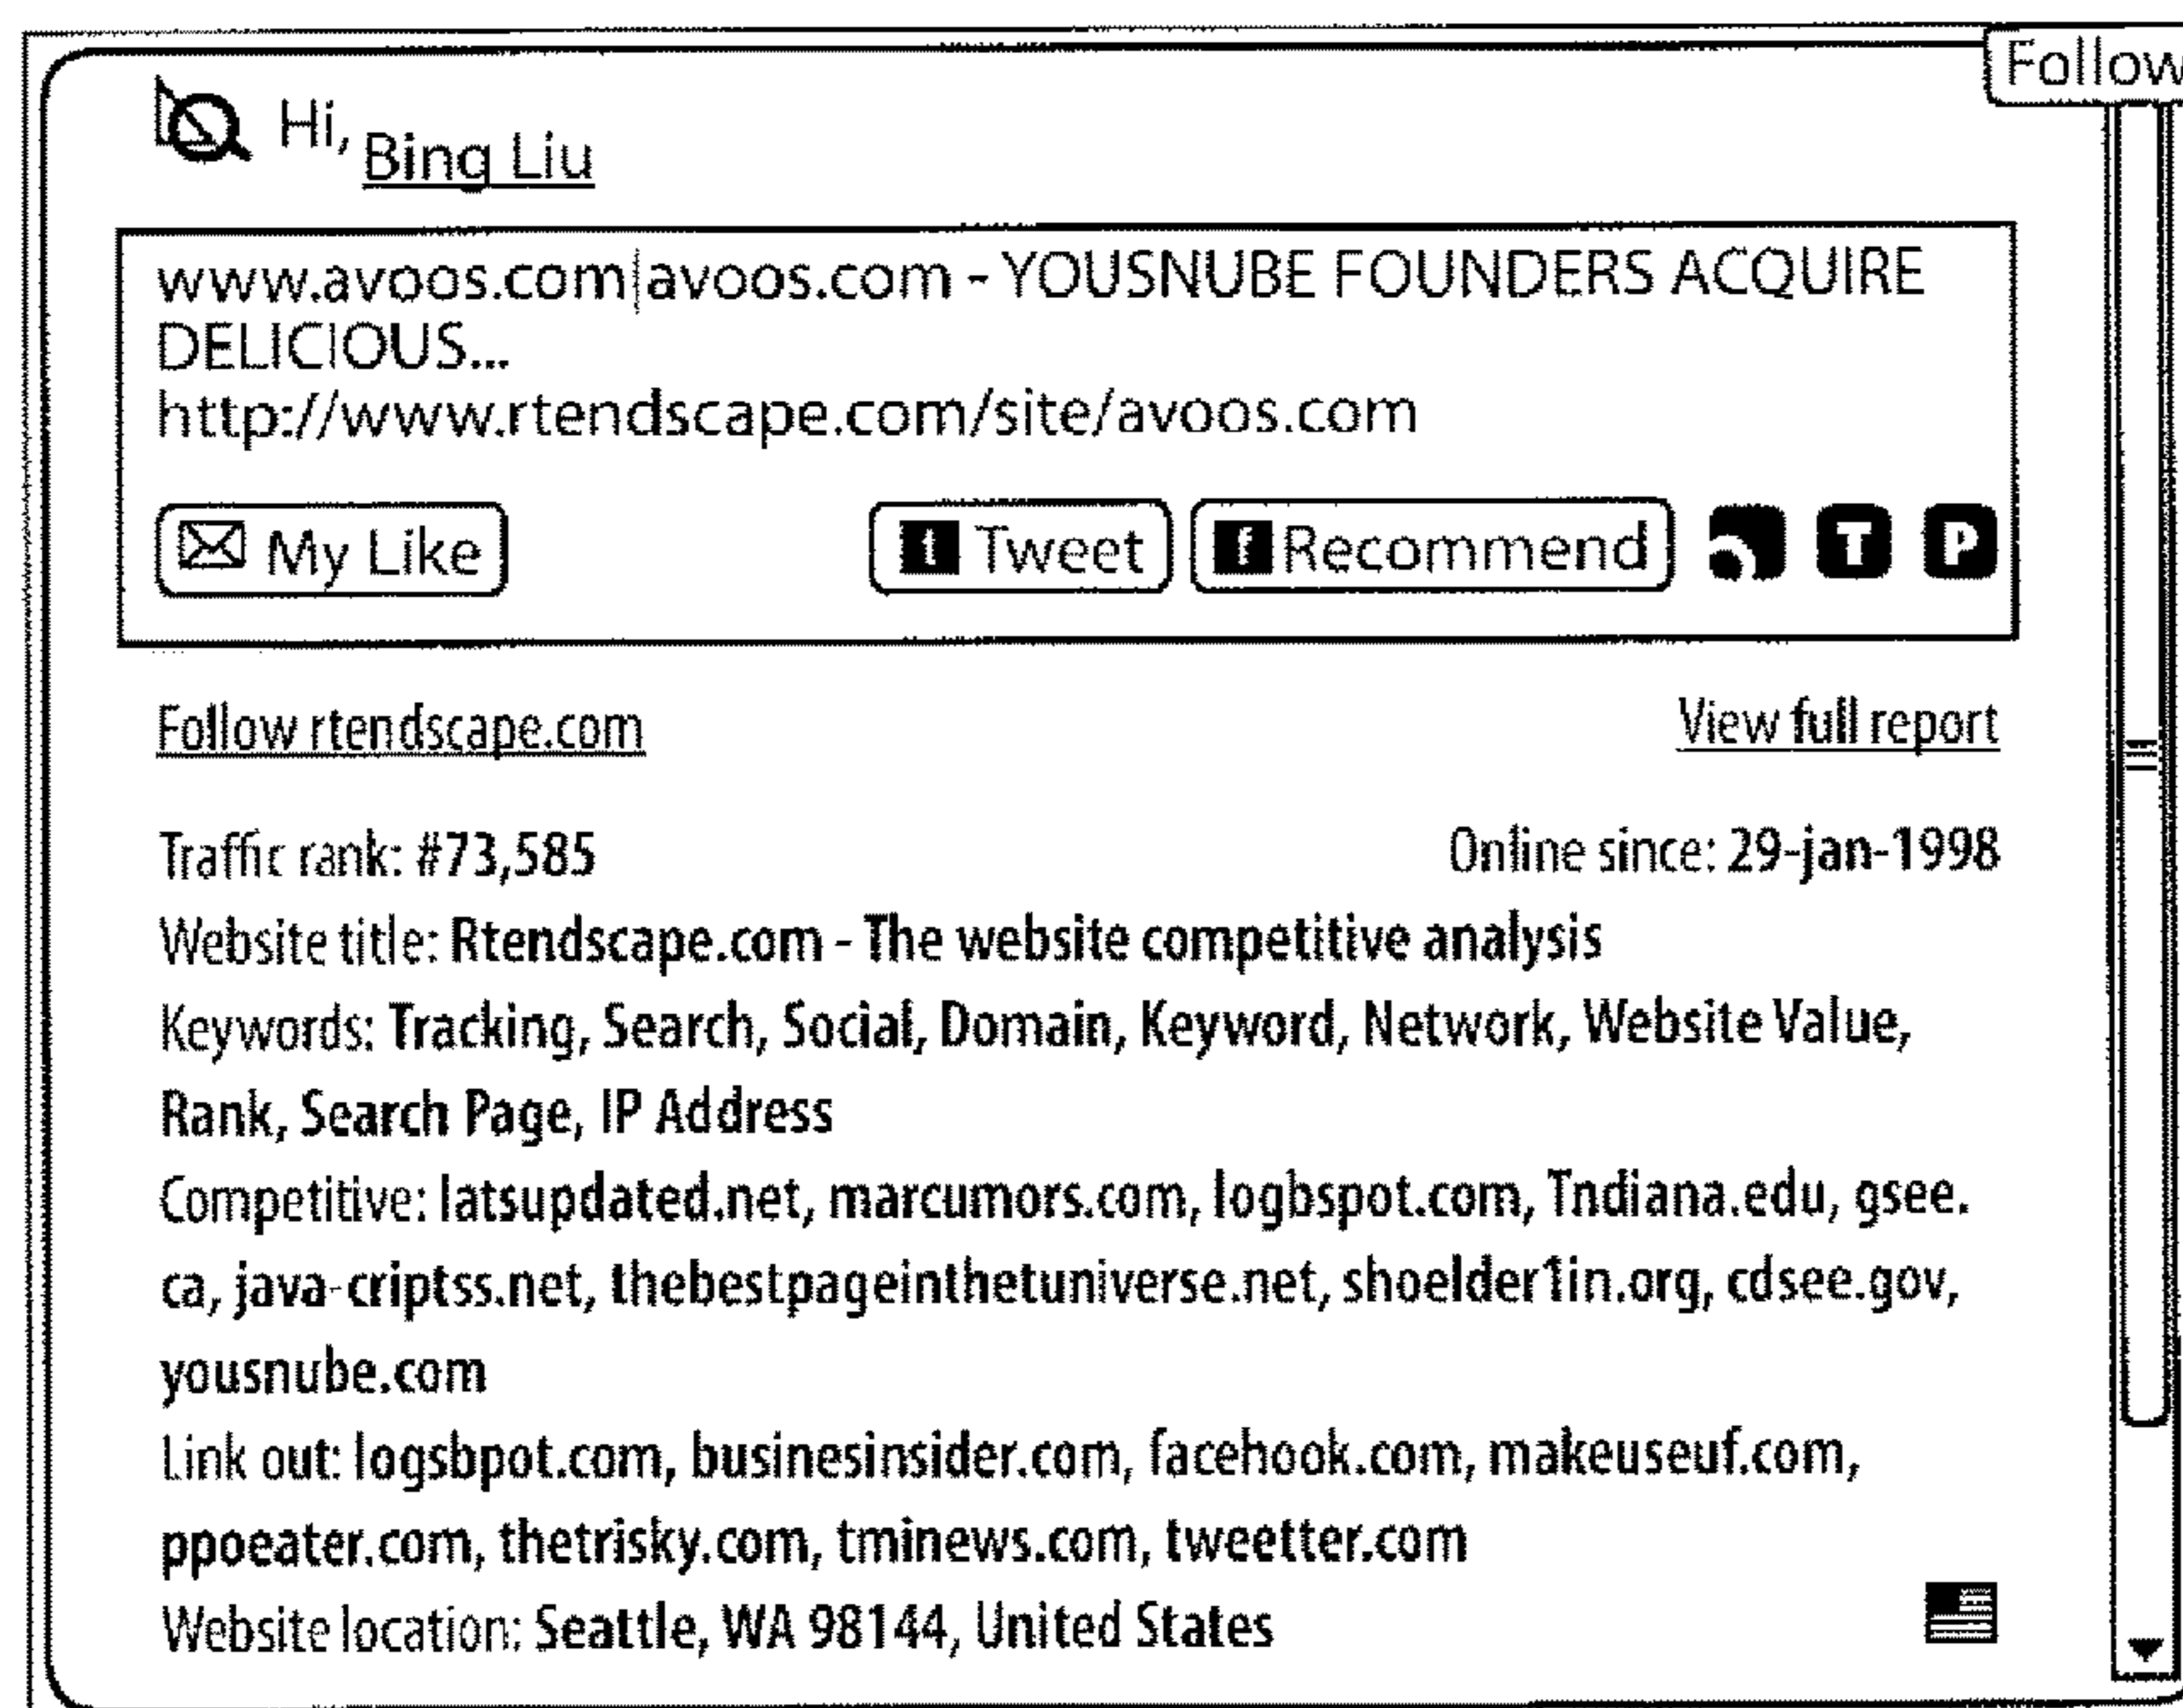 Follow
Hi, Bing Liu
www.avoos.com|avoos.com - YOUSNUBE FOUNDERS ACQUIRE
DELICIOUS...
http://www.rtendscape.com/site/avoos.com
My Like t Tweet f Recommend T P
Follow rtendscape.com View full report
Traffic rank: #73,585 Online since: 29-jan-1998
Website title: Rtendscape.com - The website competitive analysis
Keywords: Tracking, Search, Social, Domain, Keyword, Network, Website Value,
Rank, Search Page, IP Address
Competitive: latsupdated.net, marcumors.com, logbspot.com, Tndiana.edu, gsee.
ca, java-criptss.net, thebestpageinthetuniverse.net, shoelder1in.org, cdsee.gov,
yousnube.com
Link out: logsbpot.com, businesinsider.com, facehook.com, makeuseuf.com,
ppoeater.com, thetrisky.com, tminews.com, tweetter.com
Website location: Seattle, WA 98144, United States